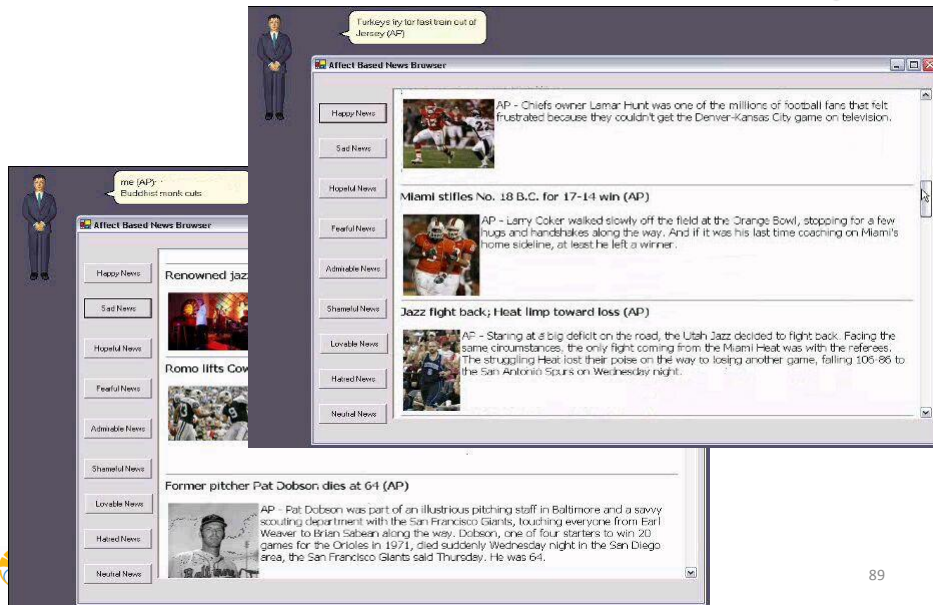 Turkeys try for fast train out of
Jersey (AP)
Affect Based News Browser
Happy News
Sad News
Hopeful News
Fearful News
Admirable News
Shameful News
Lovable News
Hatred News
Neutral News
AP - Chiefs owner Lamar Hunt was one of the millions of football fans that felt
frustrated because they couldn't get the Denver-Kansas City game on television.
Miami stifles No. 18 B.C. for 17-14 win (AP)
AP - Larry Coker walked slowly off the field at the Orange Bowl, stopping for a few
hugs and handshakes along the way. And if it was his last time coaching on Miami's
home sideline, at least he left a winner.
Jazz fight back; Heat limp toward loss (AP)
AP - Staring at a big deficit on the road, the Utah Jazz decided to fight back. Facing the
same circumstances, the only fight coming from the Miami Heat was with the referees.
The struggling Heat lost their poise on the way to losing another game, falling 106-86 to
the San Antonio Spurs on Wednesday night.
me (AP)
Buddhist monk cuts
Affect Based News Browser
Happy News
Sad News
Hopeful News
Fearful News
Admirable News
Shameful News
Lovable News
Hatred News
Neutral News
Renowned jaz
Romo lifts Cow
Former pitcher Pat Dobson dies at 64 (AP)
AP - Pat Dobson was part of an illustrious pitching staff in Baltimore and a savvy
scouting department with the San Francisco Giants, touching everyone from Earl
Weaver to Brian Sabean along the way. Dobson, one of four starters to win 20
games for the Orioles in 1971, died suddenly Wednesday night in the San Diego
area, the San Francisco Giants said Thursday. He was 64.
89